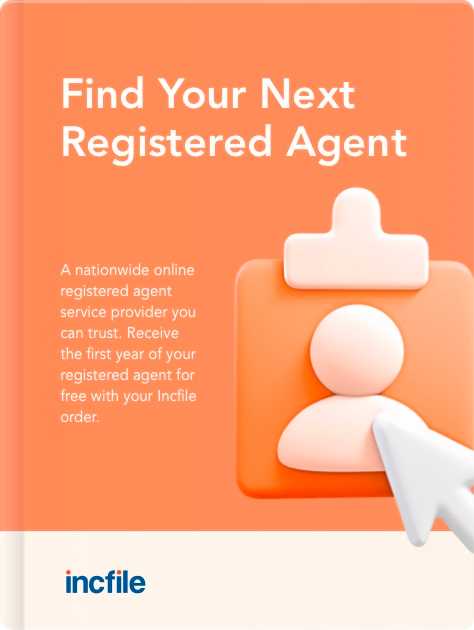 Find Your Next
Registered Agent
A nationwide online
registered agent
service provider you
can trust. Receive
the first year of your
registered agent for
free with your Incfile
order.
incfile